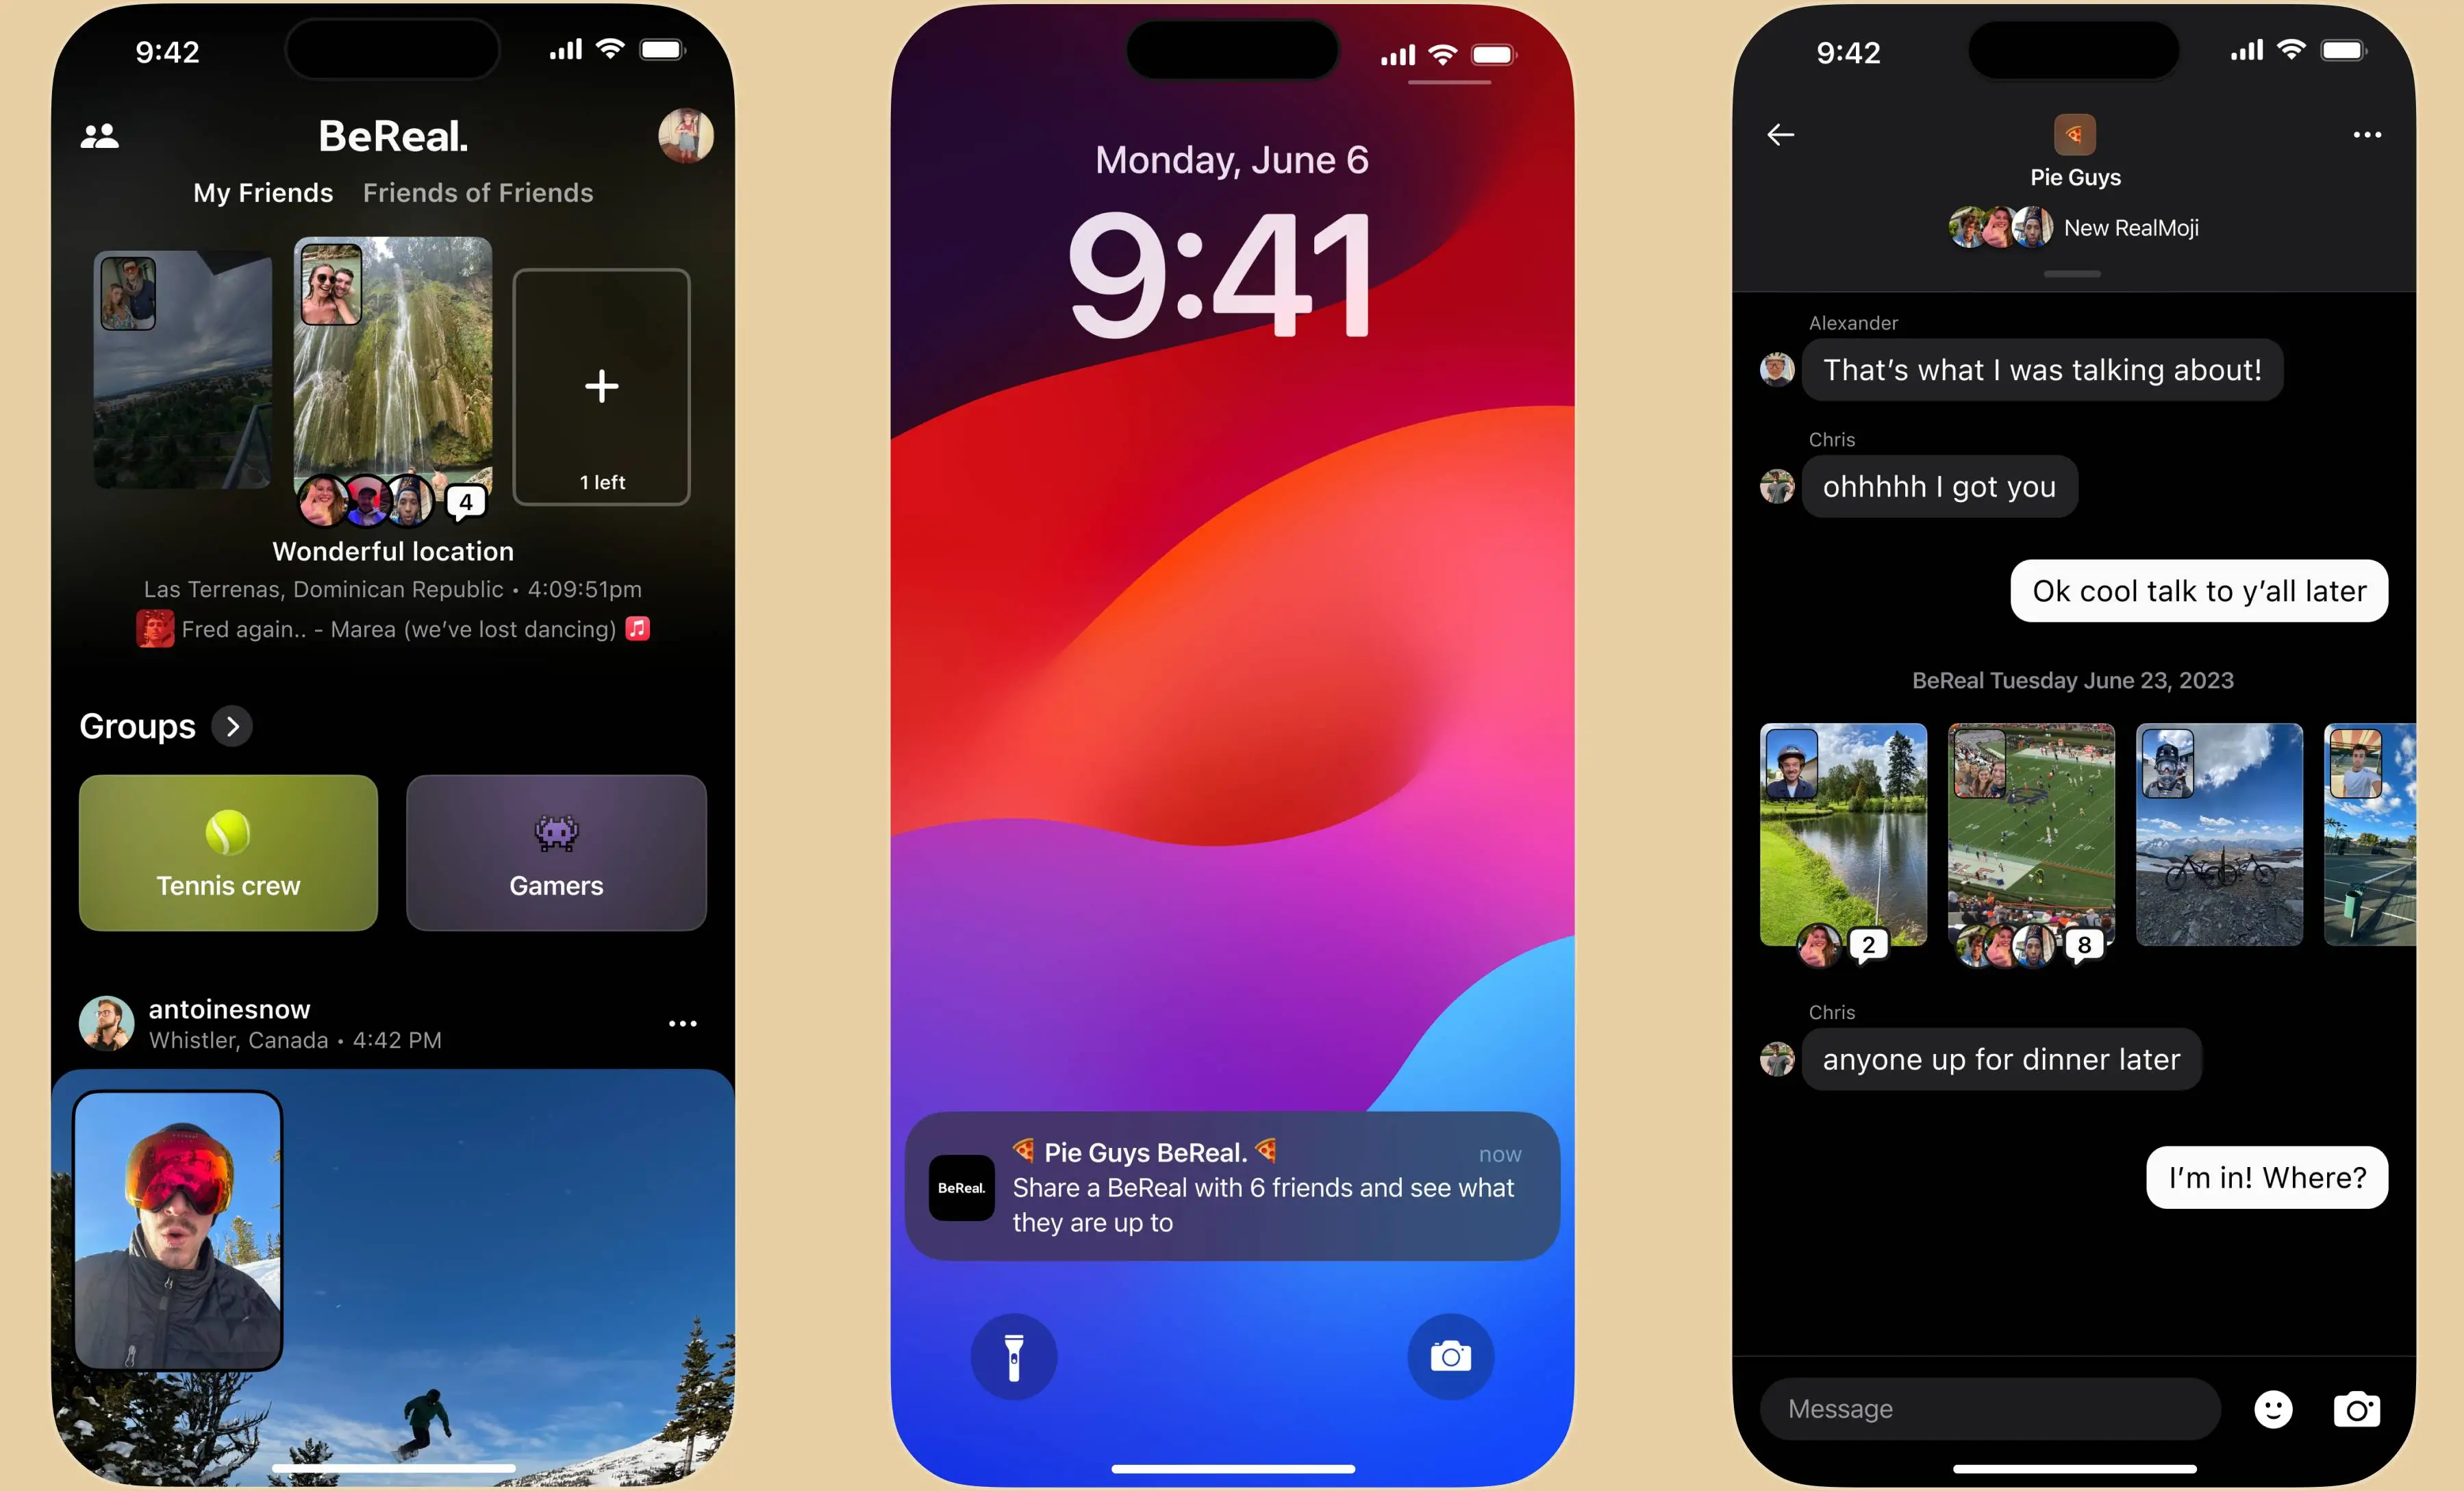 9:42
BeReal.
My Friends Friends of Friends
1 left
4
Wonderful location
Las Terrenas, Dominican Republic • 4:09:51pm
Fred again.. - Marea (we've lost dancing)
Groups
Tennis crew
Gamers
antoinesnow
Whistler, Canada • 4:42 PM
Monday, June 6
9:41
🍕 Pie Guys BeReal. 🍕
now
BeReal.
Share a BeReal with 6 friends and see what
they are up to
9:42
Pie Guys
New RealMoji
Alexander
That's what I was talking about!
Chris
ohhhhh I got you
Ok cool talk to y'all later
BeReal Tuesday June 23, 2023
2
8
Chris
anyone up for dinner later
I'm in! Where?
Message